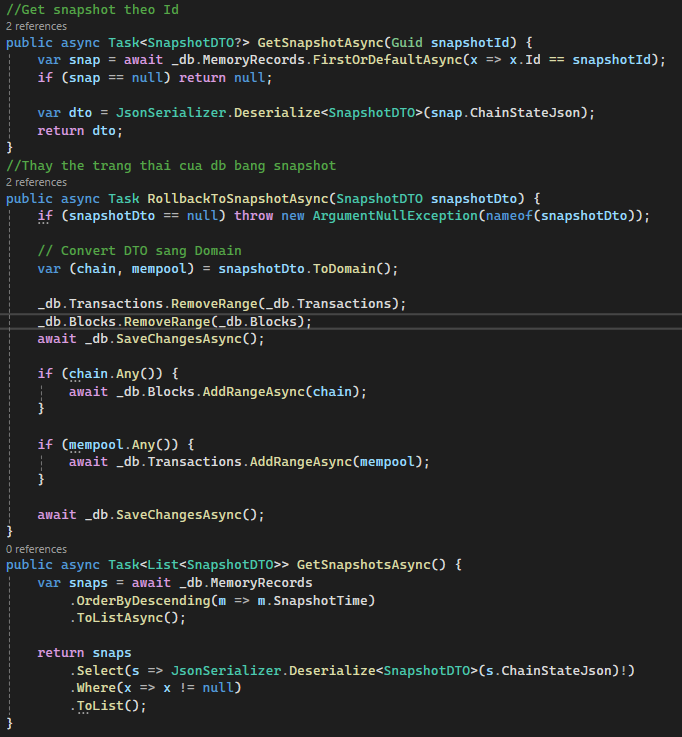 //Get snapshot theo Id
2 references
public async Task<SnapshotDTO?> GetSnapshotAsync(Guid snapshotId) {
    var snap = await _db.MemoryRecords.FirstOrDefaultAsync(x => x.Id == snapshotId);
    if (snap == null) return null;

    var dto = JsonSerializer.Deserialize<SnapshotDTO>(snap.ChainStateJson);
    return dto;
}
//Thay the trang thai cua db bang snapshot
2 references
public async Task RollbackToSnapshotAsync(SnapshotDTO snapshotDto) {
    if (snapshotDto == null) throw new ArgumentNullException(nameof(snapshotDto));

    // Convert DTO sang Domain
    var (chain, mempool) = snapshotDto.ToDomain();

    _db.Transactions.RemoveRange(_db.Transactions);
    _db.Blocks.RemoveRange(_db.Blocks);
    await _db.SaveChangesAsync();

    if (chain.Any()) {
        await _db.Blocks.AddRangeAsync(chain);
    }

    if (mempool.Any()) {
        await _db.Transactions.AddRangeAsync(mempool);
    }

    await _db.SaveChangesAsync();
}
0 references
public async Task<List<SnapshotDTO>> GetSnapshotsAsync() {
    var snaps = await _db.MemoryRecords
        .OrderByDescending(m => m.SnapshotTime)
        .ToListAsync();

    return snaps
        .Select(s => JsonSerializer.Deserialize<SnapshotDTO>(s.ChainStateJson)!)
        .Where(x => x != null)
        .ToList();
}